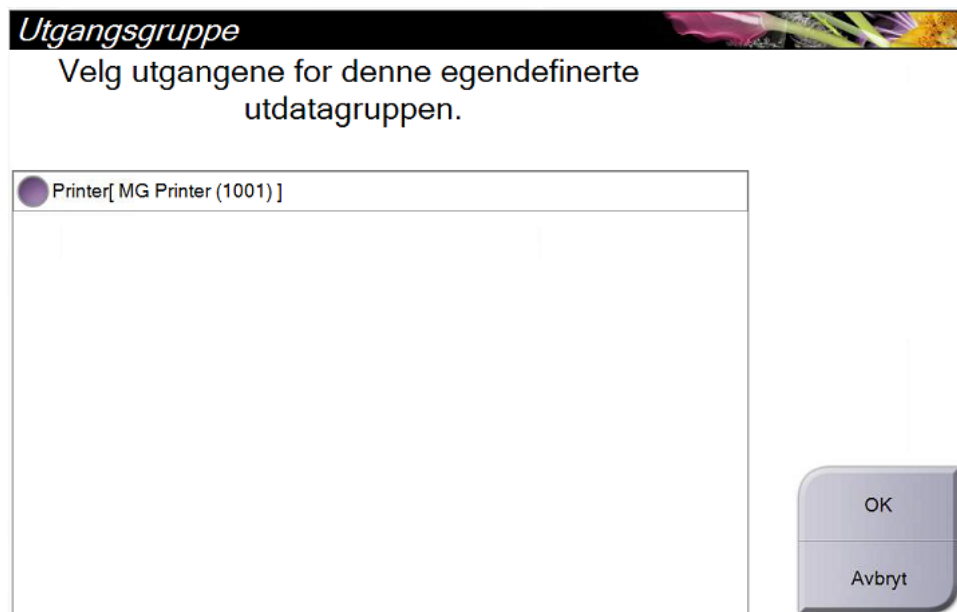 Utgangsgruppe
Velg utgangene for denne egendefinerte
utdatagruppen.
Printer[ MG Printer (1001) ]
OK
Avbryt